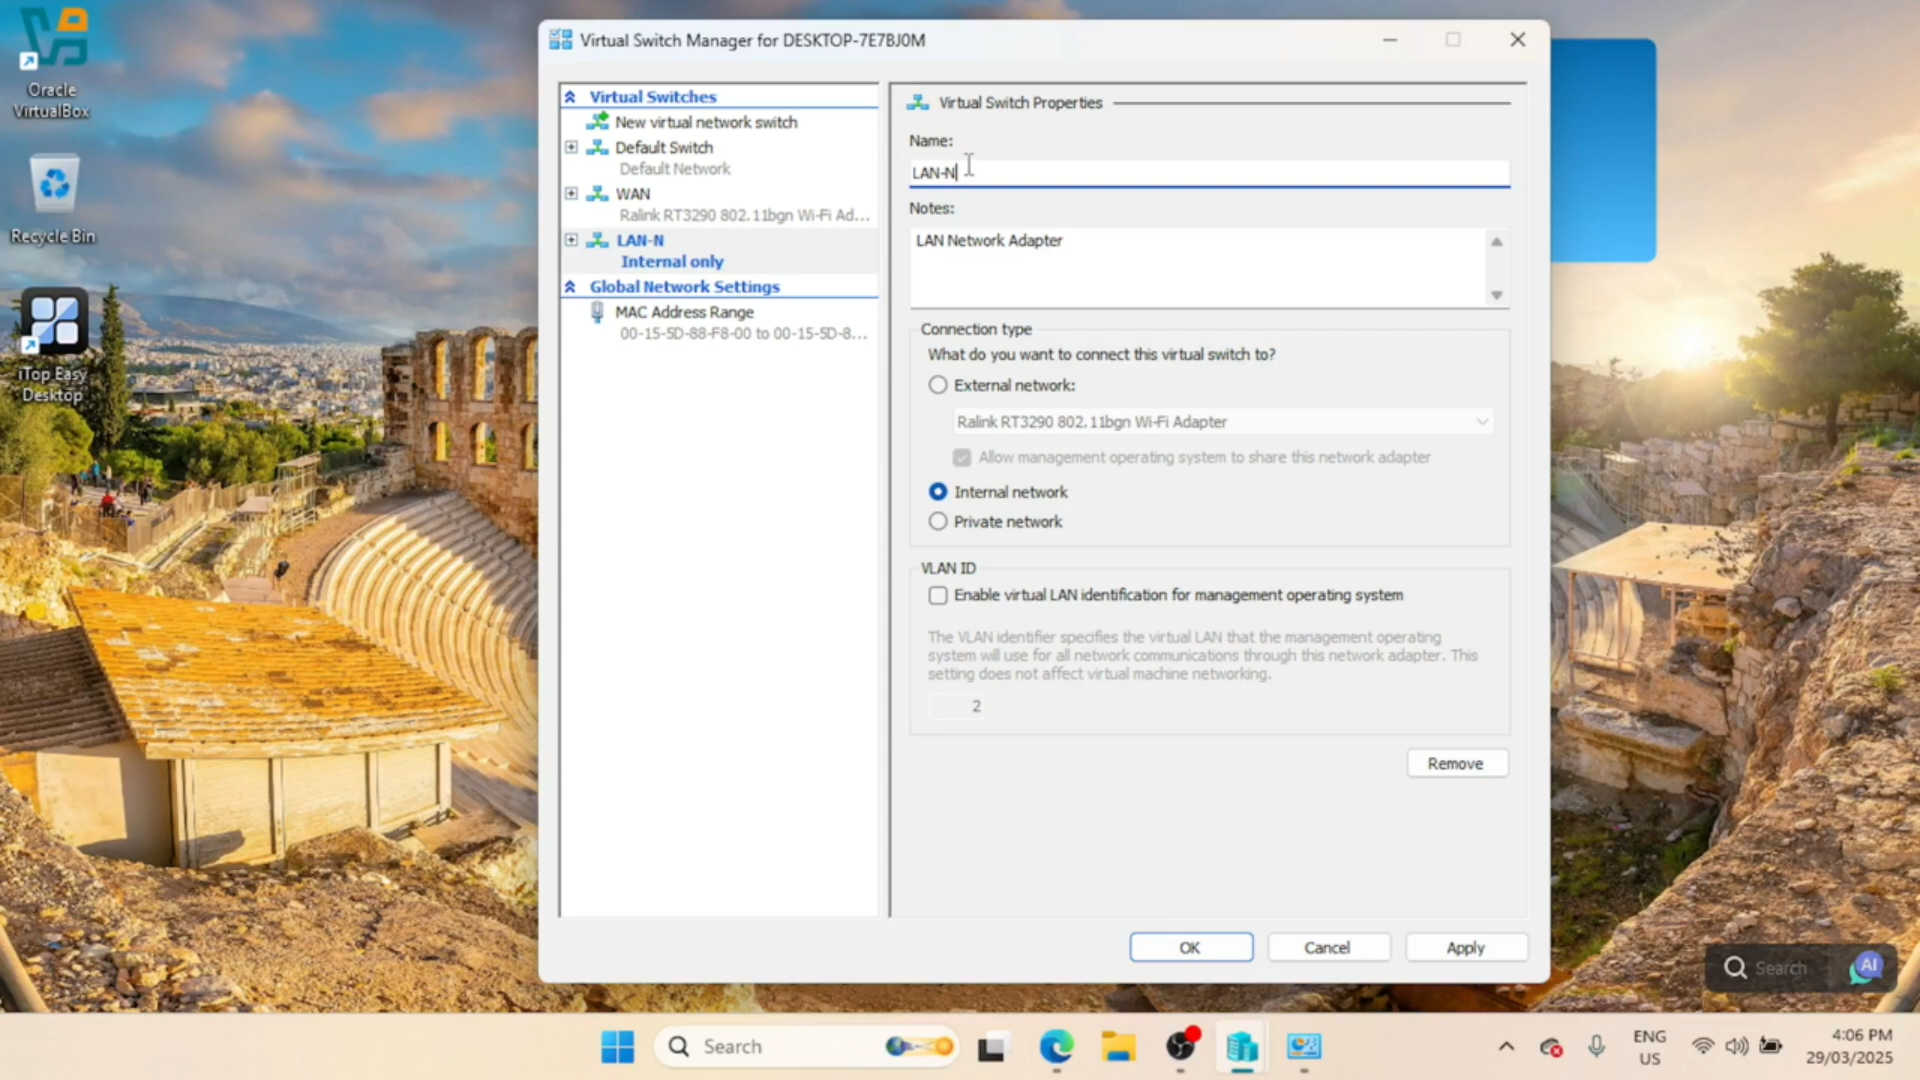 Oracle
VirtualBox
Recycle Bin
iTop Easy
Desktop
Virtual Switch Manager for DESKTOP-7E7BJ0M
Virtual Switches
New virtual network switch
Default Switch
Default Network
WAN
Ralink RT3290 802.11bgn Wi-Fi Ad...
LAN-N
Internal only
Global Network Settings
MAC Address Range
00-15-5D-88-F8-00 to 00-15-5D-8...
Virtual Switch Properties
Name:
LAN-N
Notes:
LAN Network Adapter
Connection type
What do you want to connect this virtual switch to?
External network:
Ralink RT3290 802.11bgn Wi-Fi Adapter
Allow management operating system to share this network adapter
Internal network
Private network
VLAN ID
Enable virtual LAN identification for management operating system
The VLAN identifier specifies the virtual LAN that the management operating
system will use for all network communications through this network adapter. This
setting does not affect virtual machine networking.
2
Remove
OK Cancel Apply
Search AI
Search
ENG
US
4:06 PM
29/03/2025